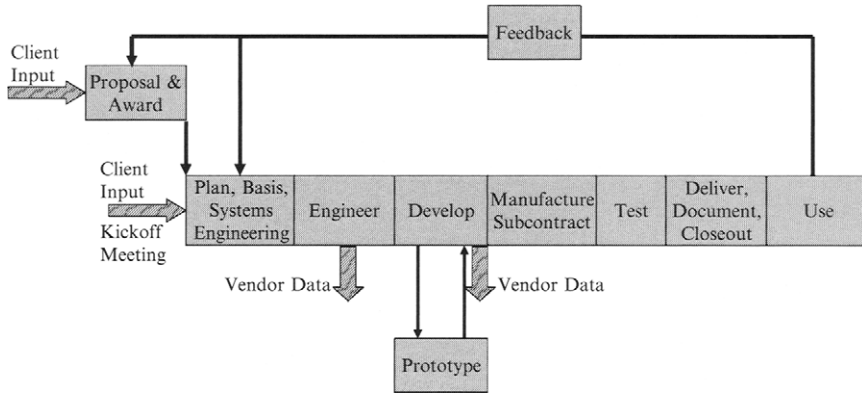 Feedback
Client
Input
Proposal &
Award
Client
Input
Kickoff
Meeting
Plan, Basis,
Systems
Engineering
Engineer
Develop
Manufacture
Subcontract
Test
Deliver,
Document,
Closeout
Use
Vendor Data
Vendor Data
Prototype